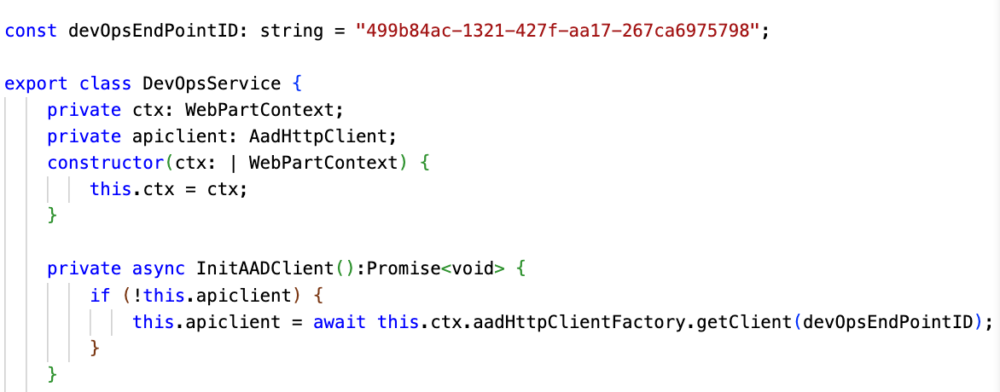 const devOpsEndPointID: string = "499b84ac-1321-427f-aa17-267ca6975798";
export class DevOpsService {
private ctx: WebPartContext;
private apiclient: AadHttpClient;
constructor(ctx: | WebPartContext) {
this.ctx = ctx;
}
private async InitAADClient():Promise<void> {
if (!this.apiclient) {
this.apiclient = await this.ctx.aadHttpClientFactory.getClient(devOpsEndPointID);
}
}